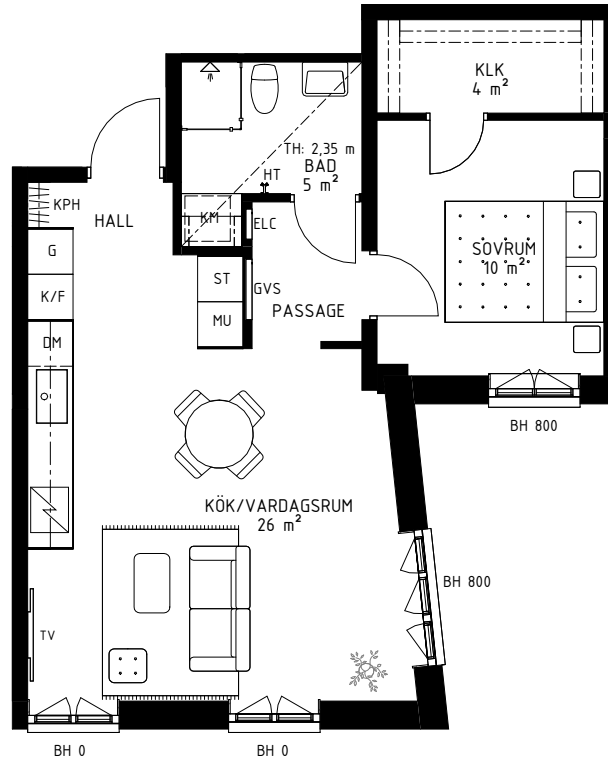 KLK
4 m²
TH: 2,35 m
BAD
5 m²
HT
KPH
HALL
KM
ELC
G
SOVRUM
10 m²
ST
GVS
K/F
PASSAGE
MU
DM
BH 800
KÖK/VARDAGSRUM
26 m²
BH 800
TV
BH 0
BH 0